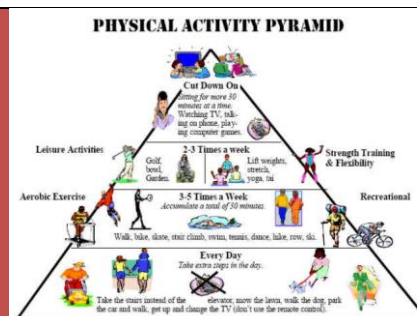 PHYSICAL ACTIVITY PYRAMID
Cut Down On
Sitting for more 30
minutes at a time.
Watching TV, talk-
ing on phone, play-
ing computer games.
Leisure Activities
2-3 Times a week
Golf,
bowl,
Garden.
Lift weights,
stretch,
yoga, tai
Strength Training
& Flexibility
Aerobic Exercise
3-5 Times a Week
Accumulate a total of 30 minutes.
Recreational
Walk, bike, skate, stair climb, swim, tennis, dance, hike, row, ski.
Every Day
Take extra steps in the day.
Take the stairs instead of the elevator, mow the lawn, walk the dog, park
the car and walk, get up and change the TV (don't use the remote control).